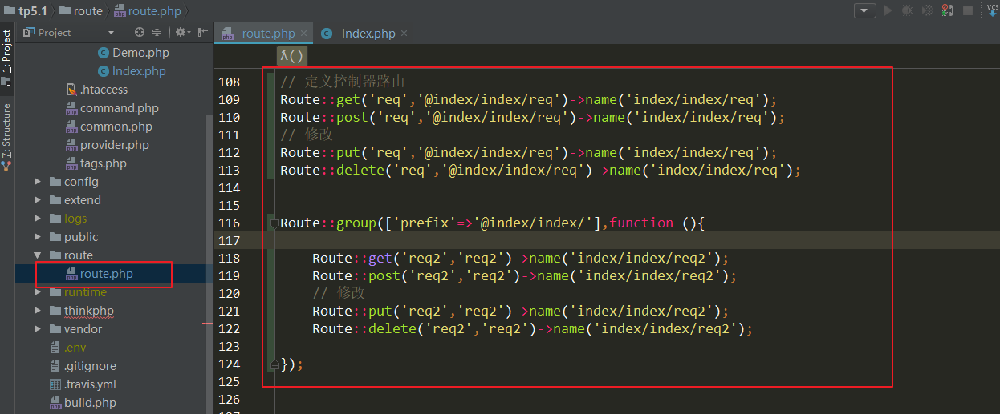 tp5.1 route route.php
VCS
1: Project
7: Structure
Project
Demo.php
Index.php
.htaccess
command.php
common.php
provider.php
tags.php
config
extend
logs
public
route
route.php
runtime
thinkphp
vendor
.env
.gitignore
.travis.yml
build.php
route.php × Index.php ×
λ()
108 // 定义控制器路由
109 Route::get('req','@index/index/req')->name('index/index/req');
110 Route::post('req','@index/index/req')->name('index/index/req');
111 // 修改
112 Route::put('req','@index/index/req')->name('index/index/req');
113 Route::delete('req','@index/index/req')->name('index/index/req');
114
115
116 Route::group(['prefix'=>'@index/index/'],function (){
117
118 Route::get('req2','req2')->name('index/index/req2');
119 Route::post('req2','req2')->name('index/index/req2');
120 // 修改
121 Route::put('req2','req2')->name('index/index/req2');
122 Route::delete('req2','req2')->name('index/index/req2');
123
124 });
125
126